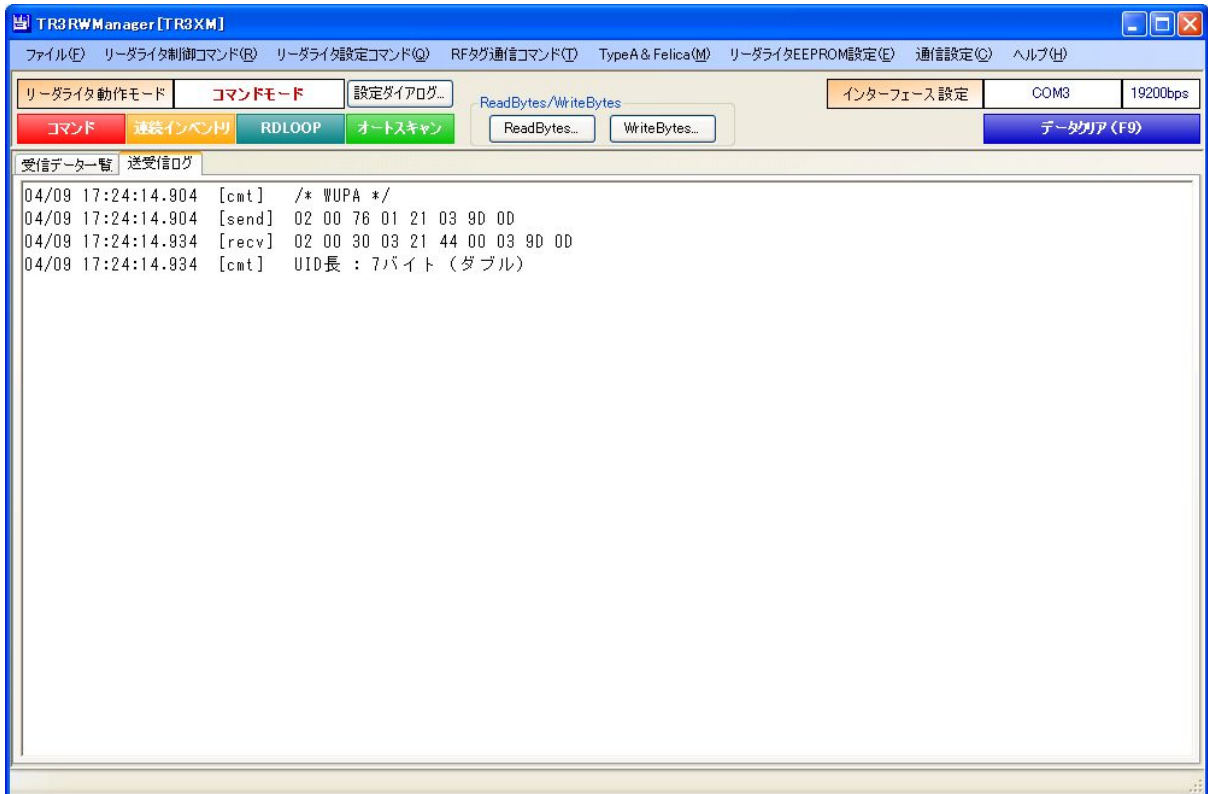 TR3RWManager[TR3XM]
ファイル(F) リーダライタ制御コマンド(R) リーダライタ設定コマンド(Q) RFタグ通信コマンド(T) TypeA & Felica(M) リーダライタEEPROM設定(E) 通信設定(C) ヘルプ(H)
リーダライタ動作モード コマンドモード 設定ダイアログ... ReadBytes/WriteBytes インターフェース設定 COM3 19200bps
コマンド 連続インベントリ RDLOOP オートスキャン ReadBytes... WriteBytes... データクリア (F9)
受信データ一覧 送受信ログ
04/09 17:24:14.904 [cmt] /* WUPA */
04/09 17:24:14.904 [send] 02 00 76 01 21 03 9D 0D
04/09 17:24:14.934 [recv] 02 00 30 03 21 44 00 03 9D 0D
04/09 17:24:14.934 [cmt] UID長 : 7バイト (ダブル)